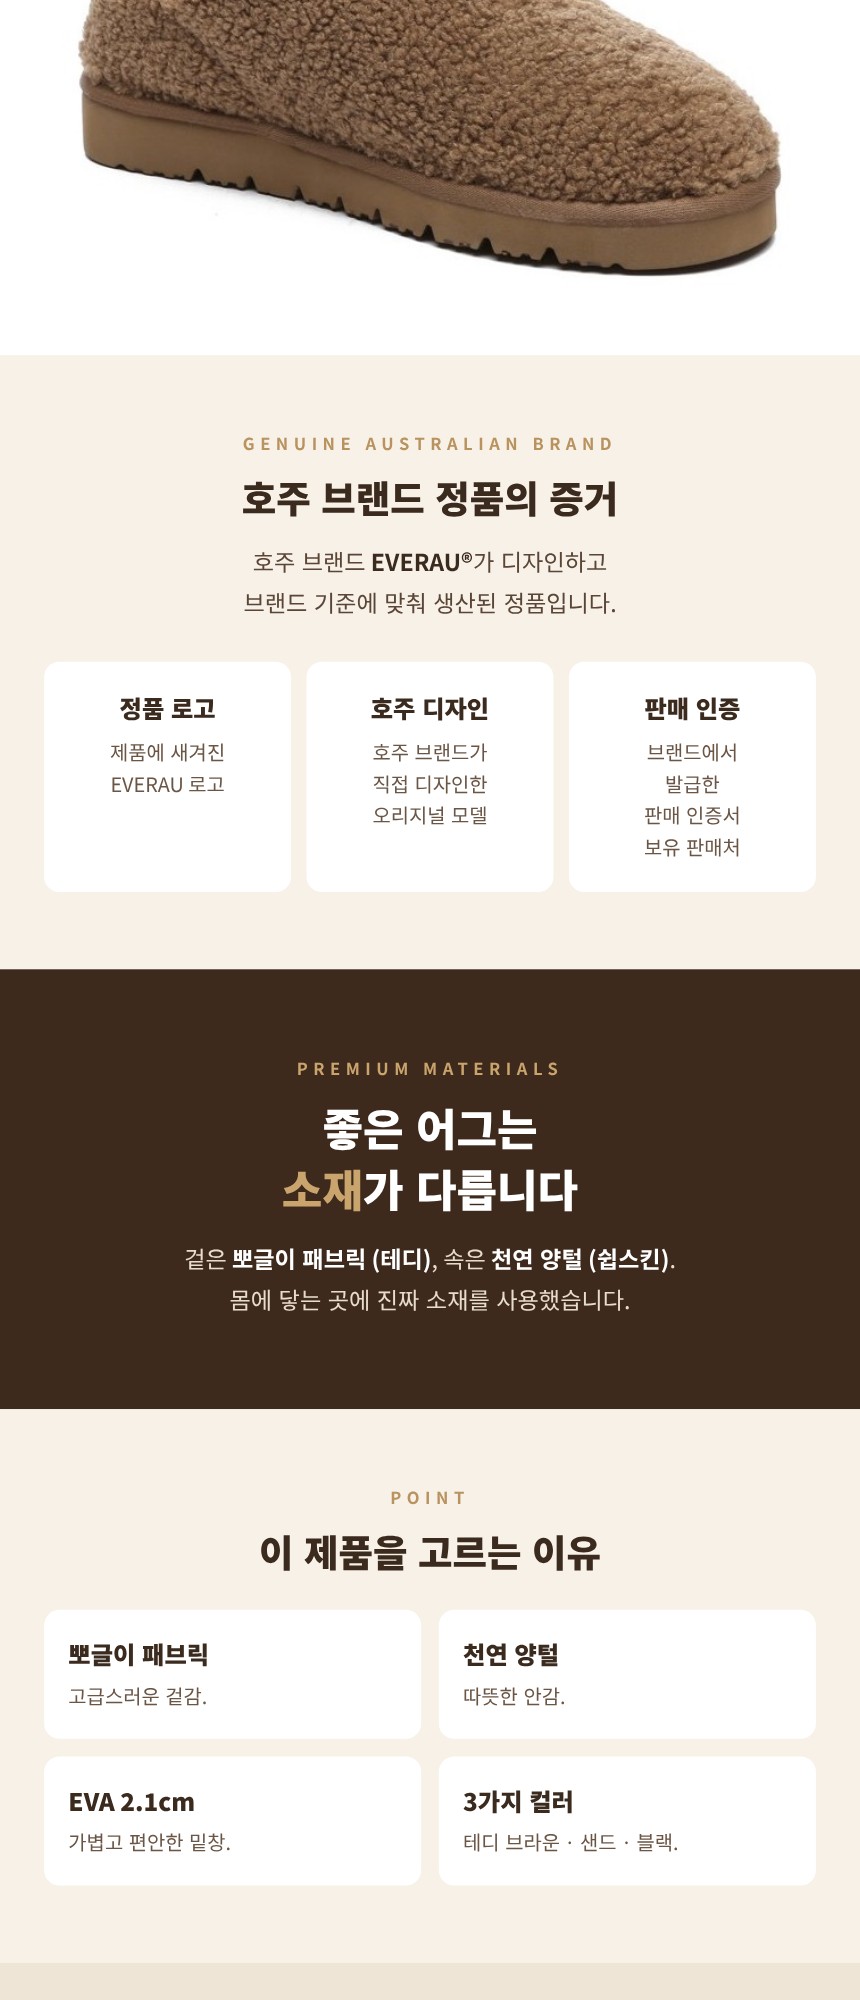 GENUINE AUSTRALIAN BRAND
호주 브랜드 정품의 증거
호주 브랜드 EVERAU®가 디자인하고
브랜드 기준에 맞춰 생산된 정품입니다.
정품 로고
제품에 새겨진
EVERAU 로고
호주 디자인
호주 브랜드가
직접 디자인한
오리지널 모델
판매 인증
브랜드에서
발급한
판매 인증서
보유 판매처
PREMIUM MATERIALS
좋은 어그는
소재가 다릅니다
겉은 뽀글이 패브릭 (테디), 속은 천연 양털 (쉽스킨).
몸에 닿는 곳에 진짜 소재를 사용했습니다.
POINT
이 제품을 고르는 이유
뽀글이 패브릭
고급스러운 겉감.
천연 양털
따뜻한 안감.
EVA 2.1cm
가볍고 편안한 밑창.
3가지 컬러
테디 브라운 · 샌드 · 블랙.